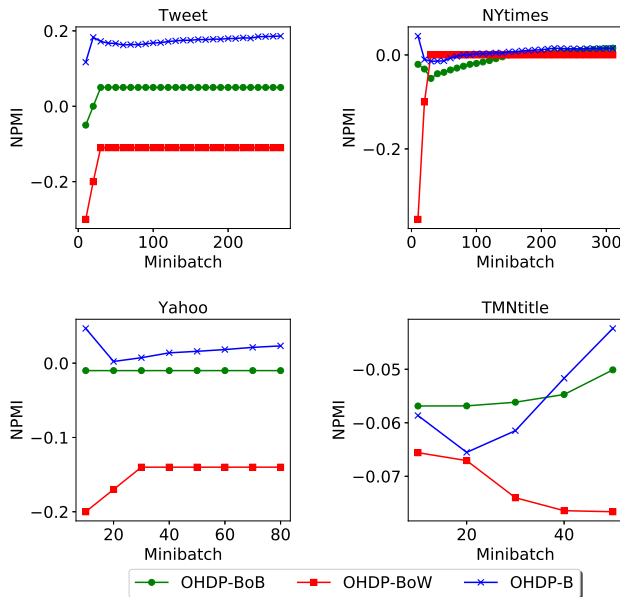 Tweet
NYtimes
0.2
0.0
−0.2
NPMI
0
100
200
Minibatch
0.0
−0.2
NPMI
0
100
200
300
Minibatch
Yahoo
TMNtitle
0.0
−0.1
−0.2
NPMI
20
40
60
80
Minibatch
−0.05
−0.06
−0.07
NPMI
20
40
Minibatch
OHDP-BoB OHDP-BoW OHDP-B